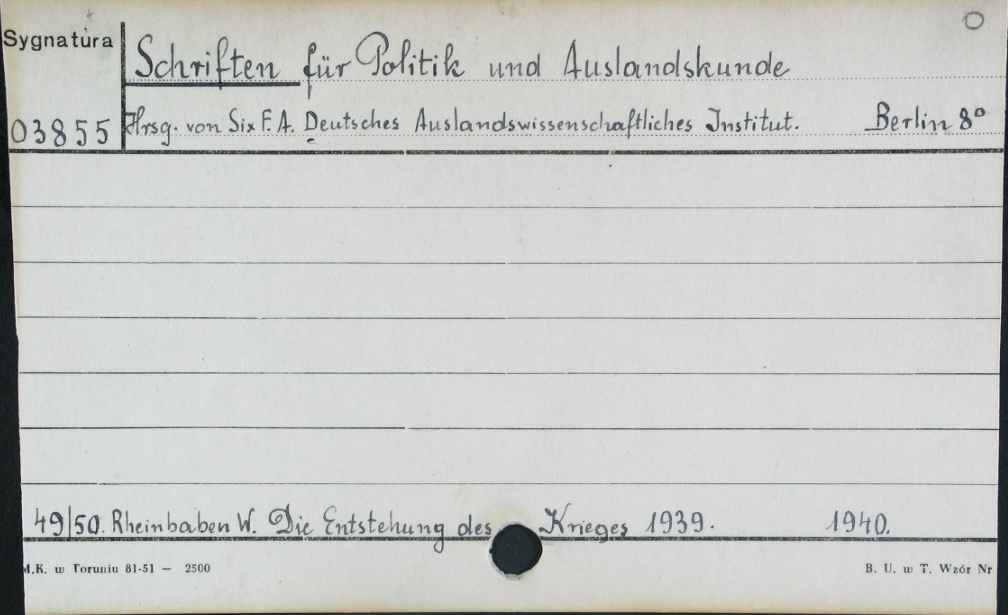 Sygnatura
Schriften für Politik und Auslandskunde
03855 Hrsg. von Six F. A. Deutsches Auslandswissenschaftliches Institut. Berlin 8°
49/50. Rheinbaben W. Die Entstehung des Krieges 1939. 1940.
M.K. w Toruniu 81-51 — 2500 B. U. w T. Wzór Nr